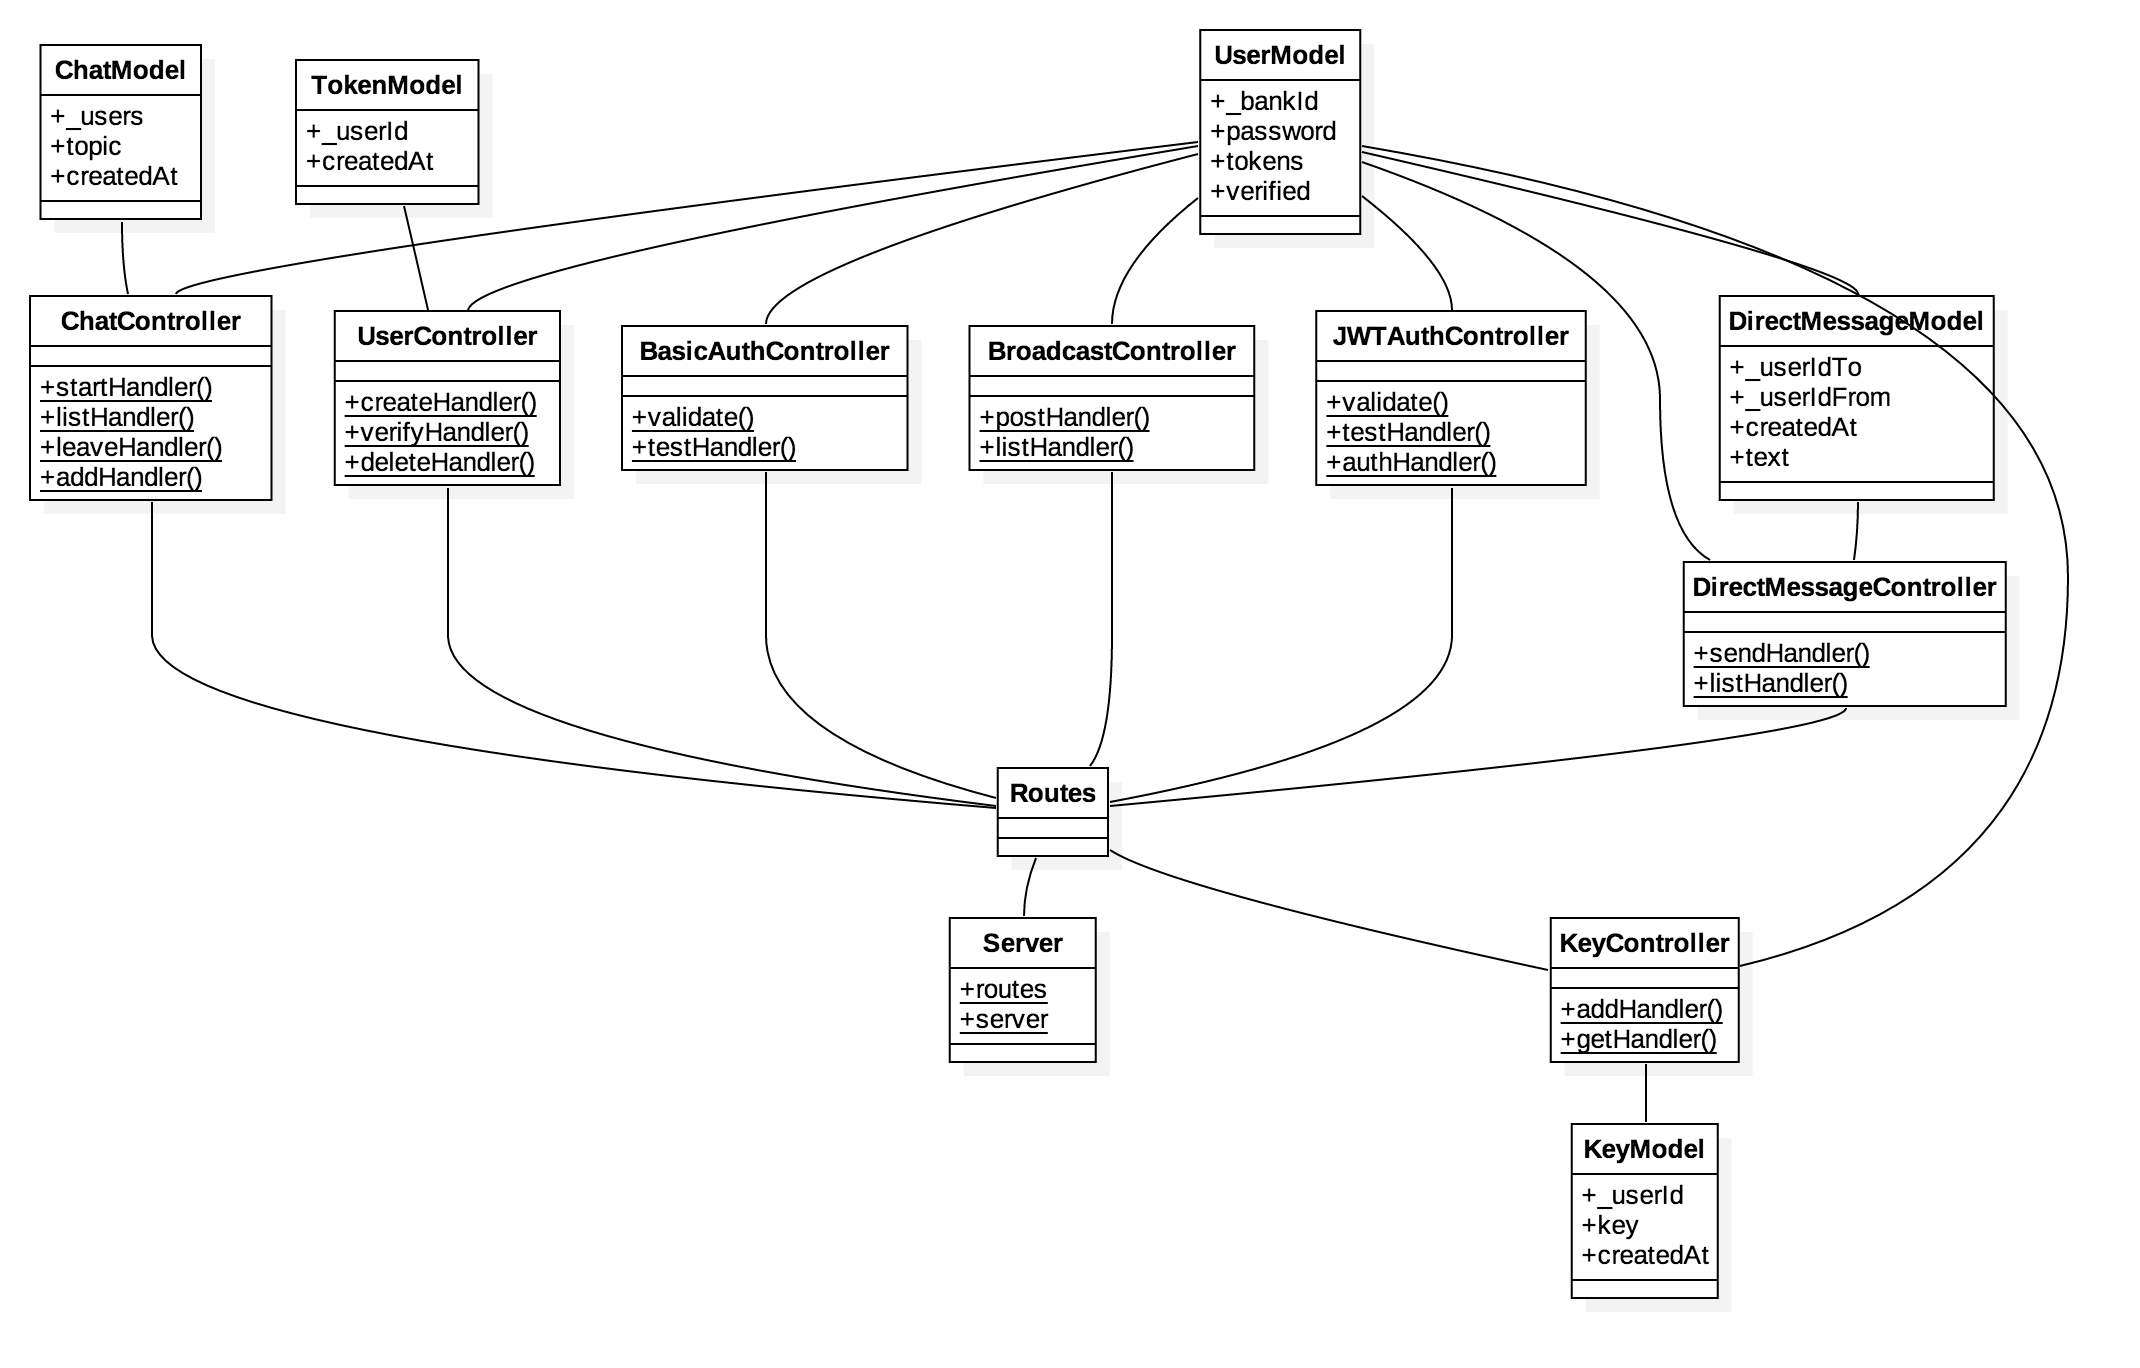 ChatModel
+_users
+topic
+createdAt
TokenModel
+_userId
+createdAt
UserModel
+_bankId
+password
+tokens
+verified
ChatController
+startHandler()
+listHandler()
+leaveHandler()
+addHandler()
UserController
+createHandler()
+verifyHandler()
+deleteHandler()
BasicAuthController
+validate()
+testHandler()
BroadcastController
+postHandler()
+listHandler()
JWTAuthController
+validate()
+testHandler()
+authHandler()
DirectMessageModel
+_userIdTo
+_userIdFrom
+createdAt
+text
DirectMessageController
+sendHandler()
+listHandler()
Routes
Server
+routes
+server
KeyController
+addHandler()
+getHandler()
KeyModel
+_userId
+key
+createdAt